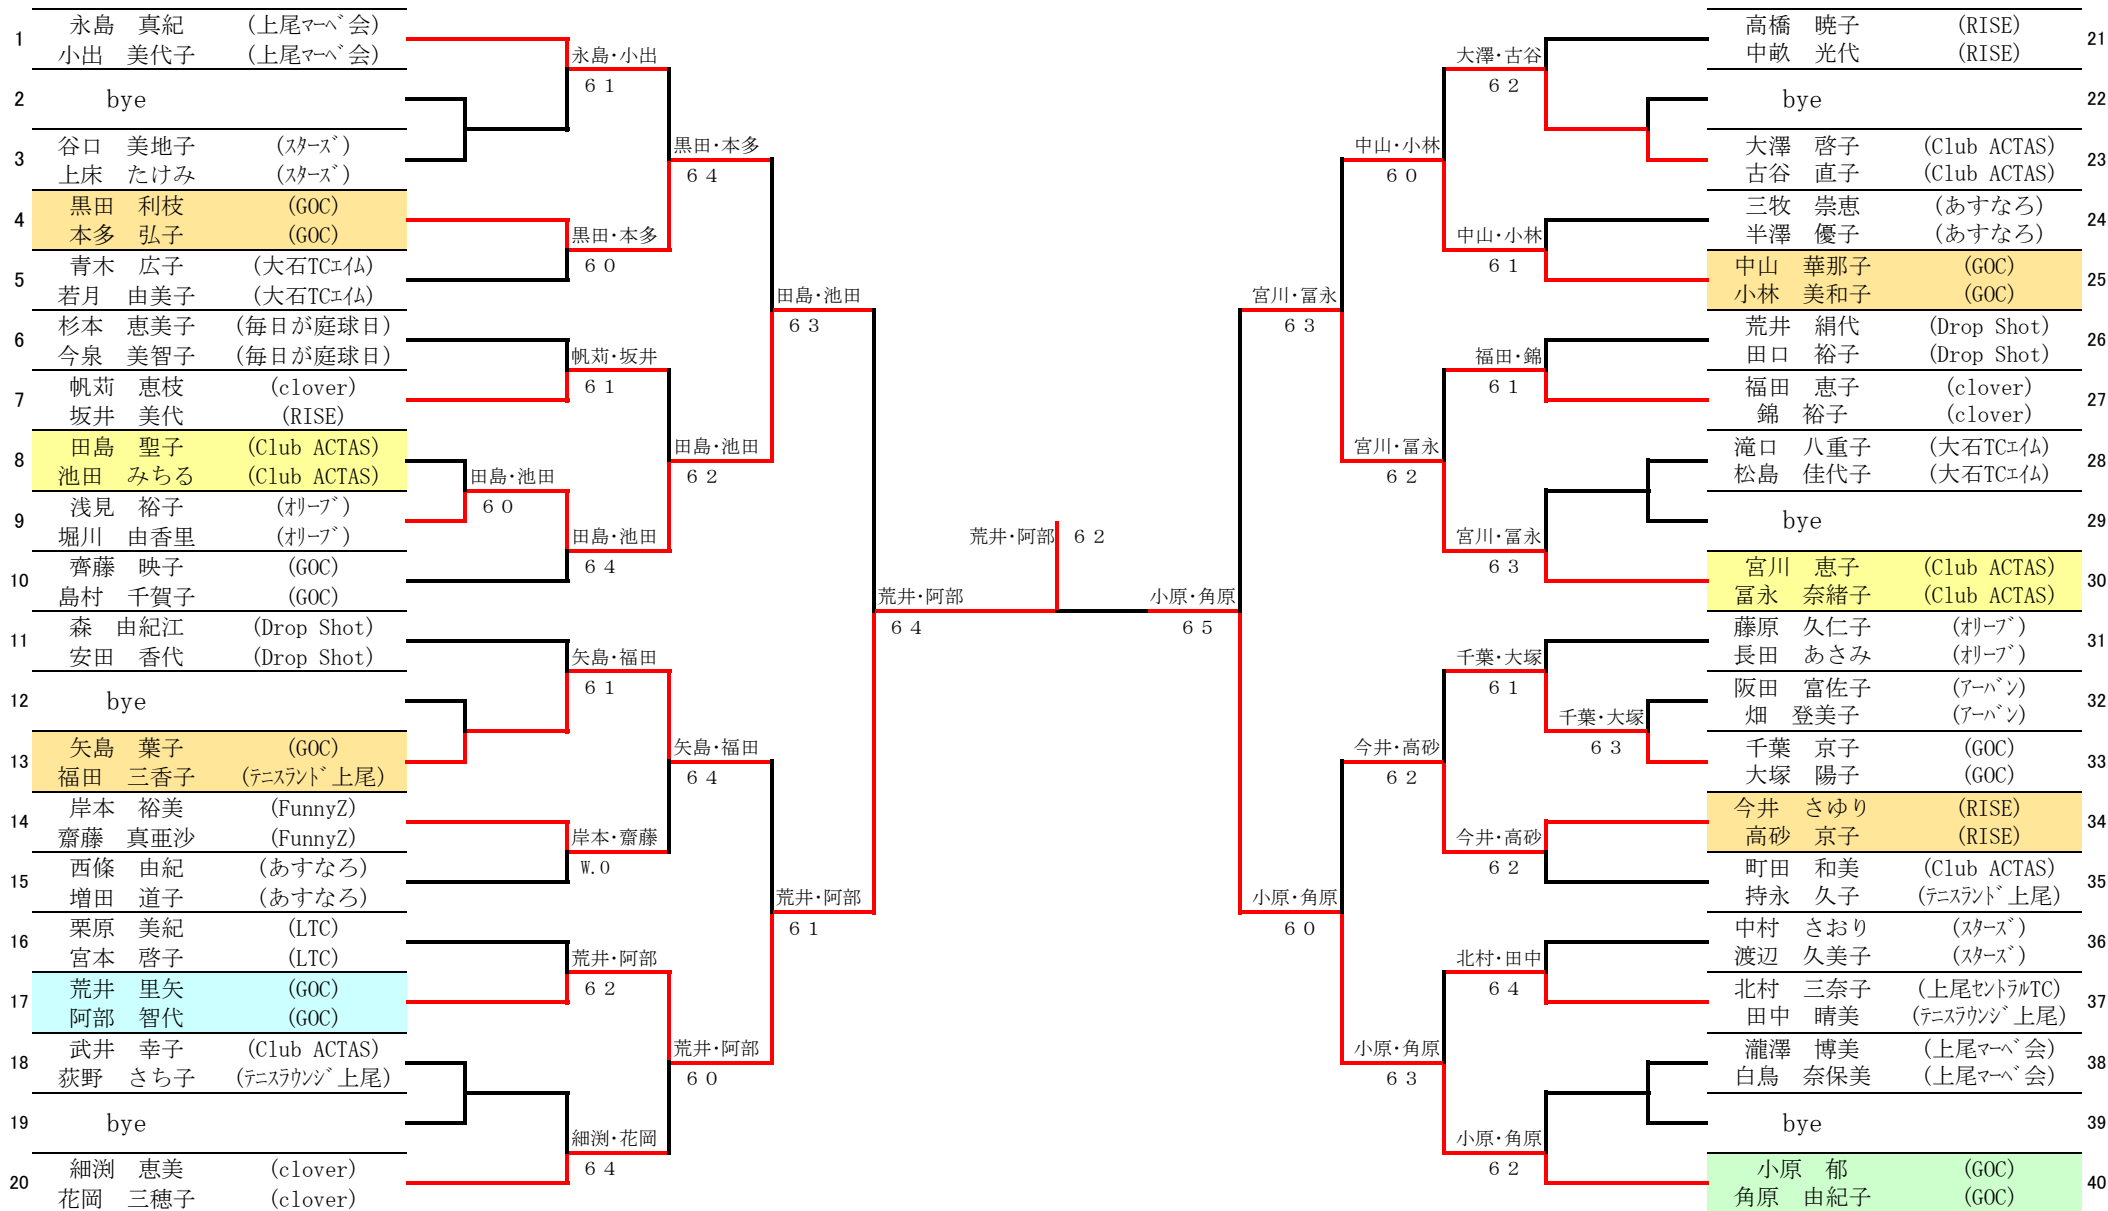 1 永島 真紀 (上尾マーベ会)
小出 美代子 (上尾マーベ会)
2 bye
3 谷口 美地子 (スターズ)
上床 たけみ (スターズ)
4 黒田 利枝 (GOC)
本多 弘子 (GOC)
5 青木 広子 (大石TCエイム)
若月 由美子 (大石TCエイム)
6 杉本 恵美子 (毎日が庭球日)
今泉 美智子 (毎日が庭球日)
7 帆苅 恵枝 (clover)
坂井 美代 (RISE)
8 田島 聖子 (Club ACTAS)
池田 みちる (Club ACTAS)
9 浅見 裕子 (オリーブ)
堀川 由香里 (オリーブ)
10 齊藤 映子 (GOC)
島村 千賀子 (GOC)
11 森 由紀江 (Drop Shot)
安田 香代 (Drop Shot)
12 bye
13 矢島 葉子 (GOC)
福田 三香子 (テニスランド上尾)
14 岸本 裕美 (FunnyZ)
齋藤 真亜沙 (FunnyZ)
15 西條 由紀 (あすなろ)
増田 道子 (あすなろ)
16 栗原 美紀 (LTC)
宮本 啓子 (LTC)
17 荒井 里矢 (GOC)
阿部 智代 (GOC)
18 武井 幸子 (Club ACTAS)
荻野 さち子 (テニスラウンジ上尾)
19 bye
20 細渕 恵美 (clover)
花岡 三穂子 (clover)
田島・池田
6 0
永島・小出
6 1
黒田・本多
6 0
帆苅・坂井
6 1
田島・池田
6 4
矢島・福田
6 1
岸本・齋藤
W.0
荒井・阿部
6 2
細渕・花岡
6 4
黒田・本多
6 4
田島・池田
6 2
矢島・福田
6 4
荒井・阿部
6 0
田島・池田
6 3
荒井・阿部
6 1
荒井・阿部
6 4
荒井・阿部 6 2
小原・角原
6 5
宮川・冨永
6 3
小原・角原
6 0
中山・小林
6 0
宮川・冨永
6 2
今井・高砂
6 2
小原・角原
6 3
大澤・古谷
6 2
中山・小林
6 1
福田・錦
6 1
宮川・冨永
6 3
千葉・大塚
6 1
今井・高砂
6 2
北村・田中
6 4
小原・角原
6 2
千葉・大塚
6 3
高橋 暁子 (RISE) 21
中畝 光代 (RISE)
bye 22
大澤 啓子 (Club ACTAS) 23
古谷 直子 (Club ACTAS)
三牧 崇恵 (あすなろ) 24
半澤 優子 (あすなろ)
中山 華那子 (GOC) 25
小林 美和子 (GOC)
荒井 絹代 (Drop Shot) 26
田口 裕子 (Drop Shot)
福田 恵子 (clover) 27
錦 裕子 (clover)
滝口 八重子 (大石TCエイム) 28
松島 佳代子 (大石TCエイム)
bye 29
宮川 恵子 (Club ACTAS) 30
冨永 奈緒子 (Club ACTAS)
藤原 久仁子 (オリーブ) 31
長田 あさみ (オリーブ)
阪田 富佐子 (アーバン) 32
畑 登美子 (アーバン)
千葉 京子 (GOC) 33
大塚 陽子 (GOC)
今井 さゆり (RISE) 34
高砂 京子 (RISE)
町田 和美 (Club ACTAS) 35
持永 久子 (テニスランド上尾)
中村 さおり (スターズ) 36
渡辺 久美子 (スターズ)
北村 三奈子 (上尾セントラルTC) 37
田中 晴美 (テニスラウンジ上尾)
瀧澤 博美 (上尾マーベ会) 38
白鳥 奈保美 (上尾マーベ会)
bye 39
小原 郁 (GOC) 40
角原 由紀子 (GOC)